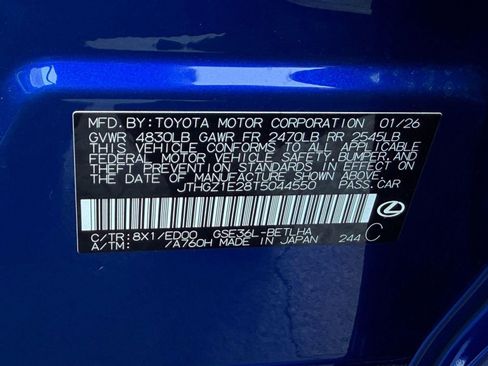 MFD. BY: TOYOTA MOTOR CORPORATION 01/26
GVWR 4830LB GAWR FR 2470LB RR 2545LB
THIS VEHICLE CONFORMS TO ALL APPLICABLE
FEDERAL MOTOR VEHICLE SAFETY, BUMPER, AND
THEFT PREVENTION STANDARDS IN EFFECT ON
THE DATE OF MANUFACTURE SHOWN ABOVE.
JTHGZ1E28T5044550 PASS. CAR
C/TR: 8X1/ED00 GSE36L-BETLHA
A/TM: /A760H MADE IN JAPAN 244 C